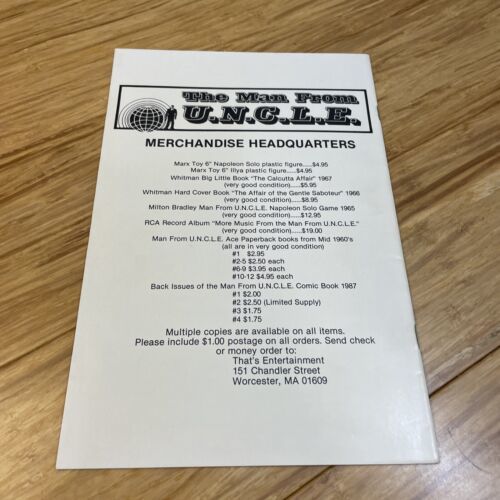 The Man From
U.N.C.L.E.
MERCHANDISE HEADQUARTERS
Marx Toy 6" Napoleon Solo plastic figure.....$4.95
Marx Toy 6" Illya plastic figure.....$4.95
Whitman Big Little Book "The Calcutta Affair" 1967
(very good condition).....$5.95
Whitman Hard Cover Book "The Affair of the Gentle Saboteur" 1966
(very good condition).....$8.95
Milton Bradley Man From U.N.C.L.E. Napoleon Solo Game 1965
(very good condition).....$12.95
RCA Record Album "More Music From the Man From U.N.C.L.E."
(very good condition).....$19.00
Man From U.N.C.L.E. Ace Paperback books from Mid 1960's
(all are in very good condition)
#1 $2.95
#2-5 $2.50 each
#6-9 $3.95 each
#10-12 $4.95 each
Back Issues of the Man From U.N.C.L.E. Comic Book 1987
#1 $2.00
#2 $2.50 (Limited Supply)
#3 $1.75
#4 $1.75
Multiple copies are available on all items.
Please include $1.00 postage on all orders. Send check
or money order to:
That's Entertainment
151 Chandler Street
Worcester, MA 01609